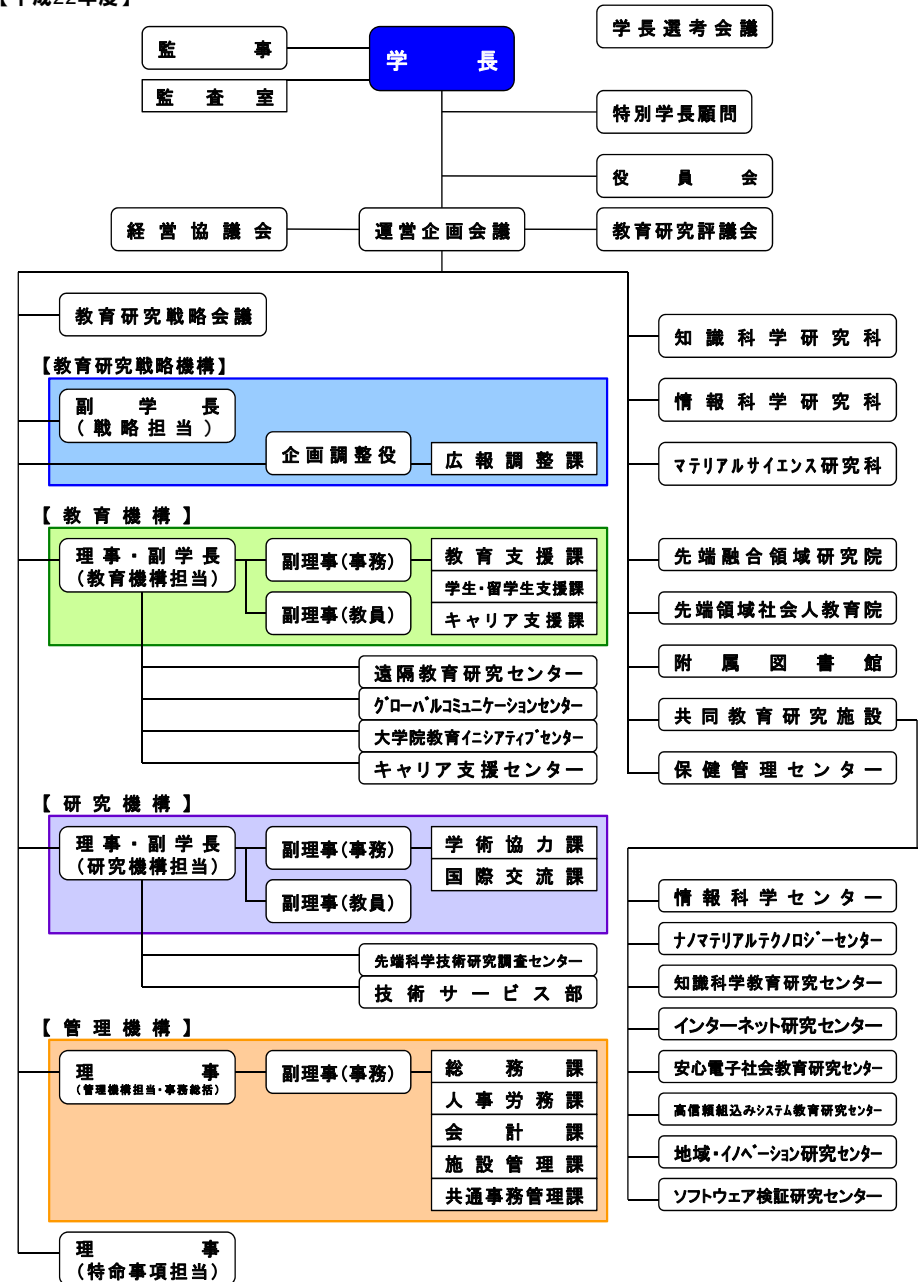 【平成22年度】
学長選考会議
監事
学長
監査室
特別学長顧問
役員会
経営協議会
運営企画会議
教育研究評議会
教育研究戦略会議
【教育研究戦略機構】
副学長
(戦略担当)
企画調整役
広報調整課
【教育機構】
理事・副学長
(教育機構担当)
副理事(事務)
副理事(教員)
教育支援課
学生・留学生支援課
キャリア支援課
遠隔教育研究センター
グローバルコミュニケーションセンター
大学院教育イニシアティブセンター
キャリア支援センター
【研究機構】
理事・副学長
(研究機構担当)
副理事(事務)
副理事(教員)
学術協力課
国際交流課
先端科学技術研究調査センター
技術サービス部
【管理機構】
理事
(管理機構担当・事務総括)
副理事(事務)
総務課
人事労務課
会計課
施設管理課
共通事務管理課
理事
(特命事項担当)
知識科学研究科
情報科学研究科
マテリアルサイエンス研究科
先端融合領域研究院
先端領域社会人教育院
附属図書館
共同教育研究施設
保健管理センター
情報科学センター
ナノマテリアルテクノロジーセンター
知識科学教育研究センター
インターネット研究センター
安心電子社会教育研究センター
高信頼組込みシステム教育研究センター
地域・イノベーション研究センター
ソフトウェア検証研究センター